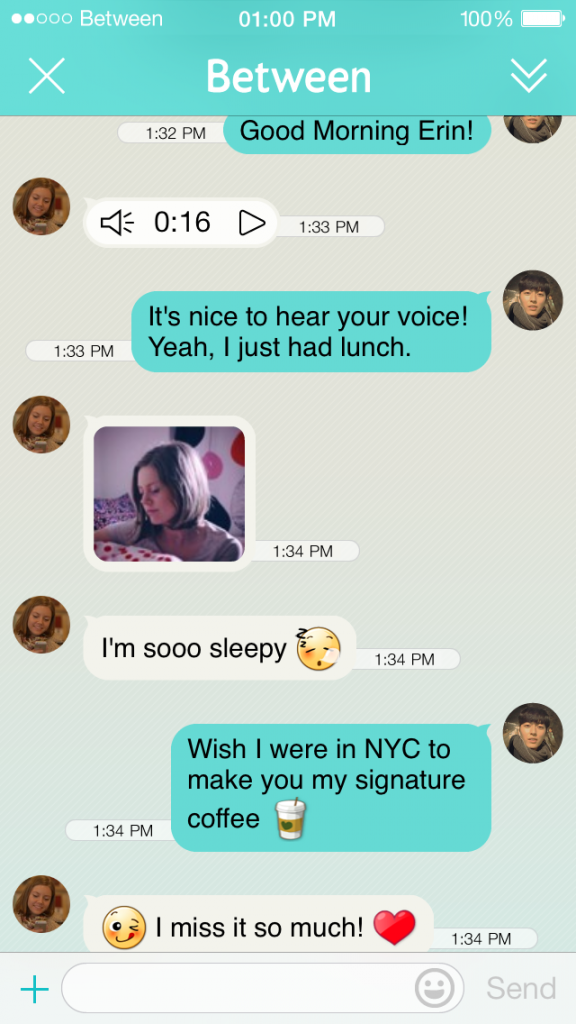 Between 01:00 PM 100%
Between
1:32 PM Good Morning Erin!
0:16 1:33 PM
It's nice to hear your voice!
Yeah, I just had lunch.
1:33 PM
1:34 PM
I'm sooo sleepy
1:34 PM
Wish I were in NYC to
make you my signature
coffee
1:34 PM
I miss it so much!
1:34 PM
Send